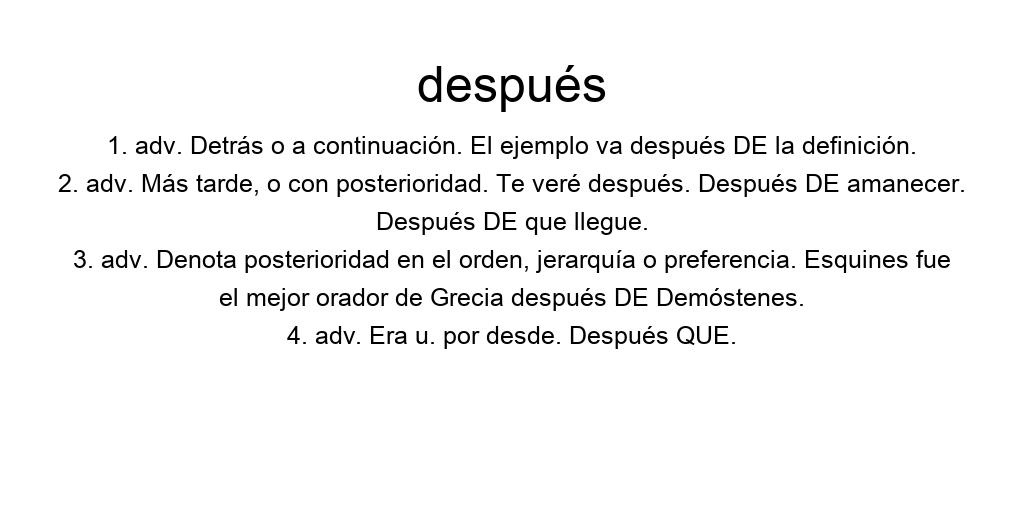 después
1. adv. Detrás o a continuación. El ejemplo va después DE la definición.
2. adv. Más tarde, o con posterioridad. Te veré después. Después DE amanecer.
Después DE que llegue.
3. adv. Denota posterioridad en el orden, jerarquía o preferencia. Esquines fue
el mejor orador de Grecia después DE Demóstenes.
4. adv. Era u. por desde. Después QUE.